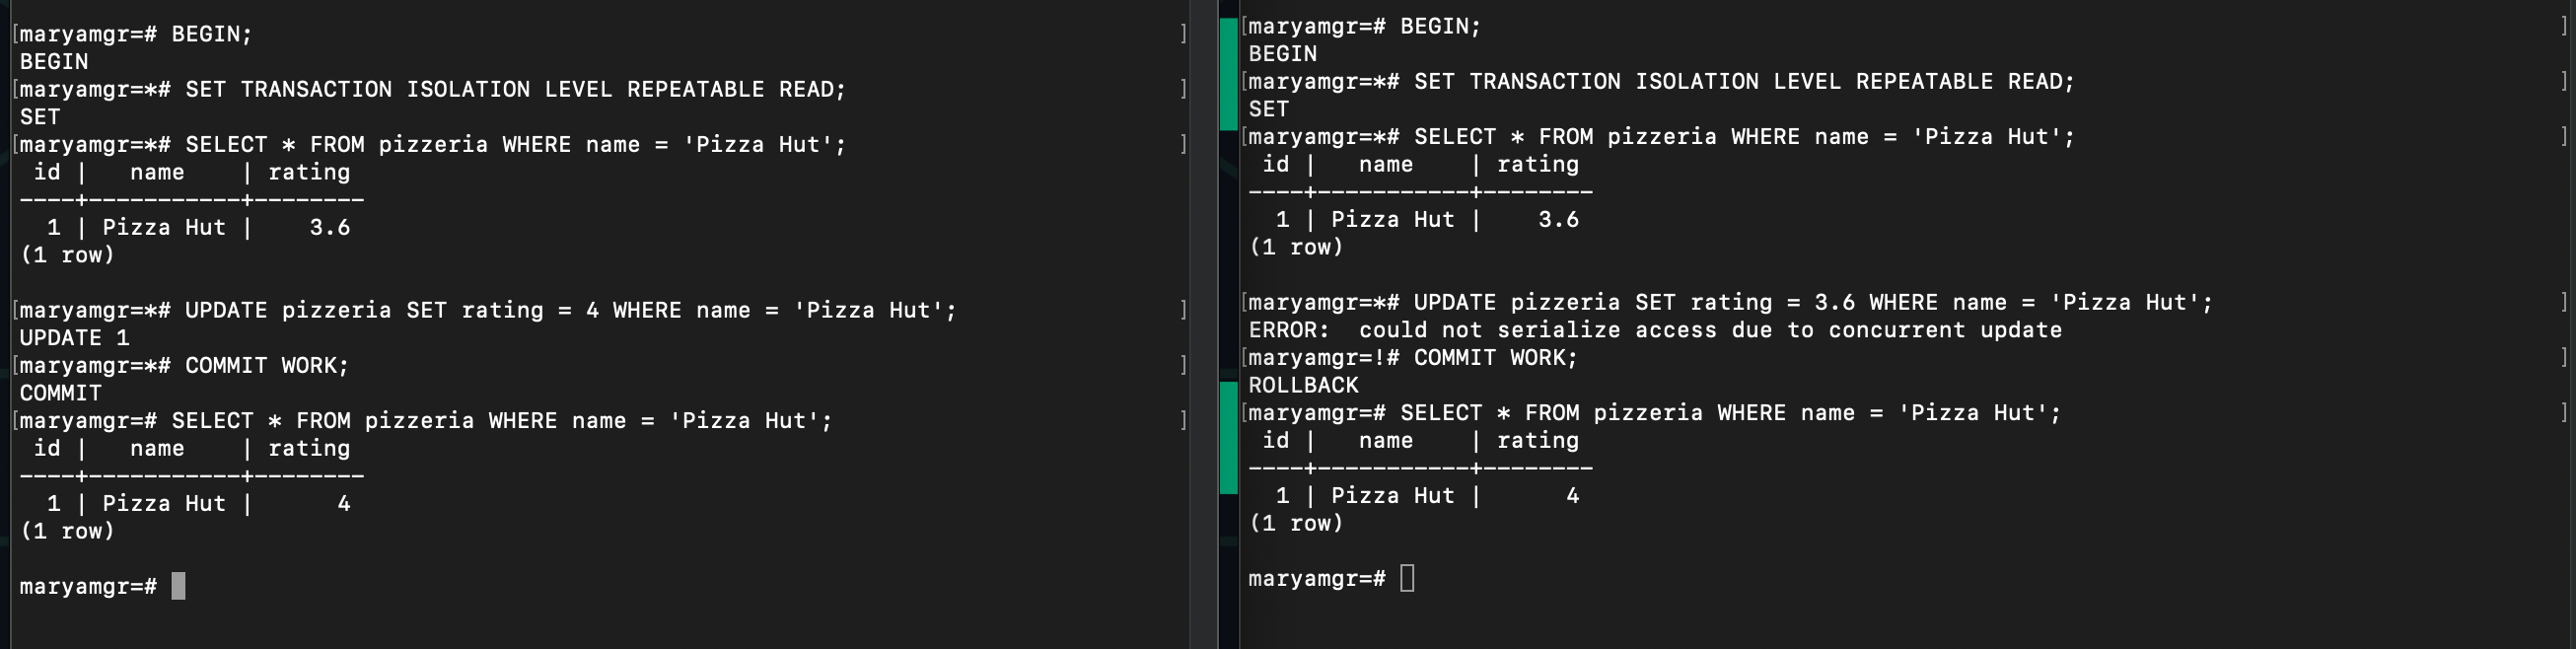 [maryamgr=# BEGIN; ]
BEGIN
[maryamgr=*# SET TRANSACTION ISOLATION LEVEL REPEATABLE READ; ]
SET
[maryamgr=*# SELECT * FROM pizzeria WHERE name = 'Pizza Hut'; ]
 id |   name    | rating
----+-----------+--------
  1 | Pizza Hut |    3.6
(1 row)

[maryamgr=*# UPDATE pizzeria SET rating = 4 WHERE name = 'Pizza Hut'; ]
UPDATE 1
[maryamgr=*# COMMIT WORK; ]
COMMIT
[maryamgr=# SELECT * FROM pizzeria WHERE name = 'Pizza Hut'; ]
 id |   name    | rating
----+-----------+--------
  1 | Pizza Hut |      4
(1 row)

maryamgr=#
[maryamgr=# BEGIN; ]
BEGIN
[maryamgr=*# SET TRANSACTION ISOLATION LEVEL REPEATABLE READ; ]
SET
[maryamgr=*# SELECT * FROM pizzeria WHERE name = 'Pizza Hut'; ]
 id |   name    | rating
----+-----------+--------
  1 | Pizza Hut |    3.6
(1 row)

[maryamgr=*# UPDATE pizzeria SET rating = 3.6 WHERE name = 'Pizza Hut'; ]
ERROR:  could not serialize access due to concurrent update
[maryamgr=!# COMMIT WORK; ]
ROLLBACK
[maryamgr=# SELECT * FROM pizzeria WHERE name = 'Pizza Hut'; ]
 id |   name    | rating
----+-----------+--------
  1 | Pizza Hut |      4
(1 row)

maryamgr=#